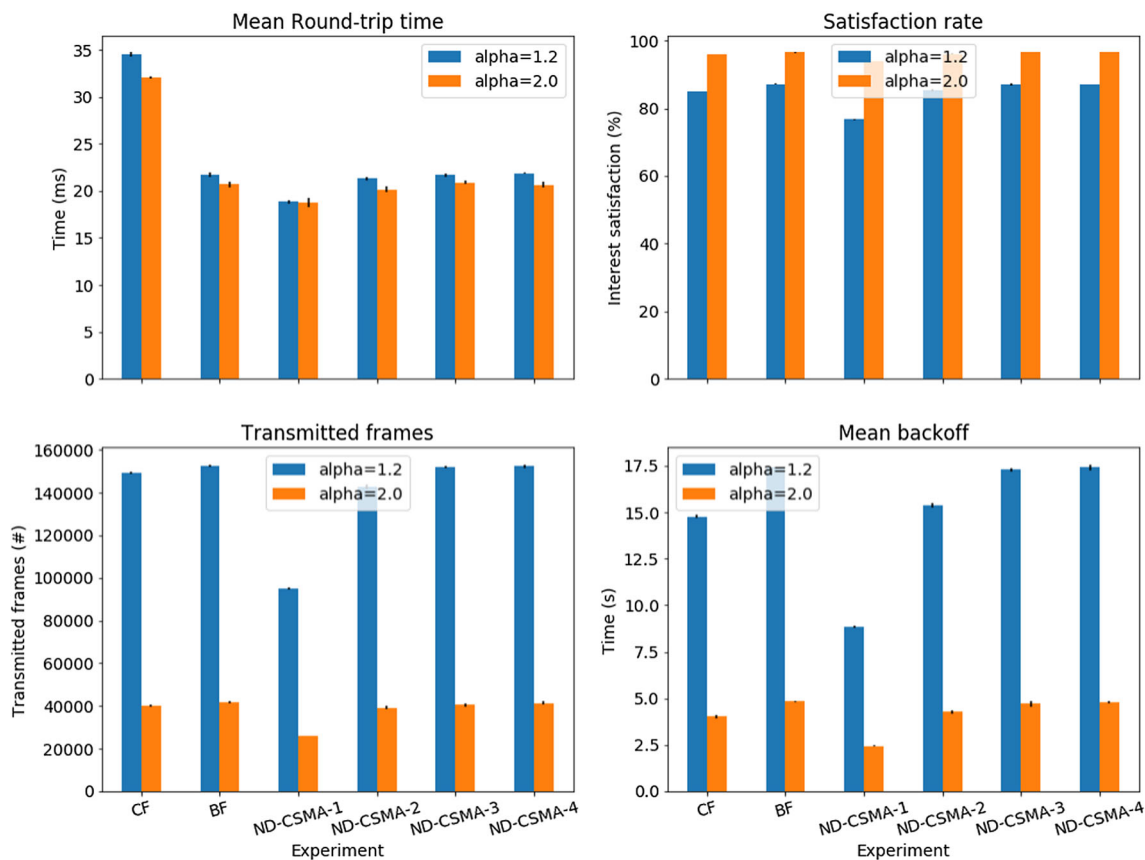 Mean Round-trip time
Time (ms)
35
30
25
20
15
10
5
0
alpha=1.2
alpha=2.0
Satisfaction rate
Interest satisfaction (%)
100
80
60
40
20
0
alpha=1.2
alpha=2.0
Transmitted frames
Transmitted frames (#)
160000
140000
120000
100000
80000
60000
40000
20000
0
alpha=1.2
alpha=2.0
CF
BF
ND-CSMA-1
ND-CSMA-2
ND-CSMA-3
ND-CSMA-4
Experiment
Mean backoff
Time (s)
17.5
15.0
12.5
10.0
7.5
5.0
2.5
0.0
alpha=1.2
alpha=2.0
CF
BF
ND-CSMA-1
ND-CSMA-2
ND-CSMA-3
ND-CSMA-4
Experiment